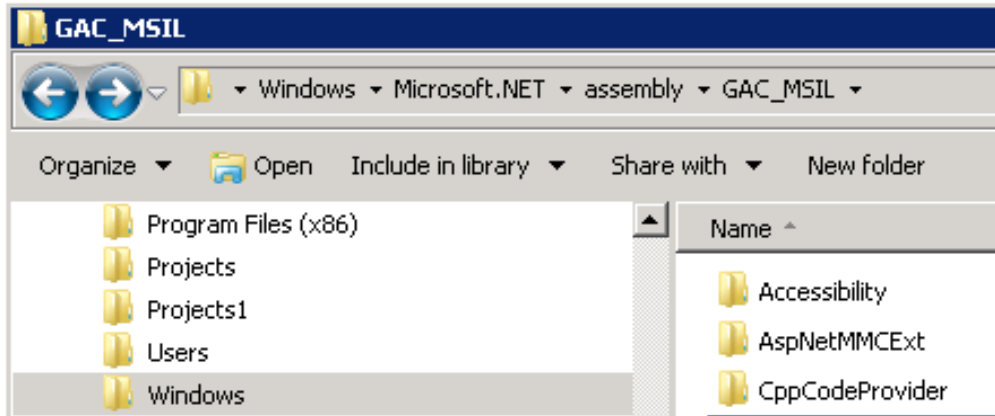 GAC_MSIL
Windows Microsoft.NET assembly GAC_MSIL
Organize Open Include in library Share with New folder
Program Files (x86)
Projects
Projects1
Users
Windows
Name
Accessibility
AspNetMMCExt
CppCodeProvider